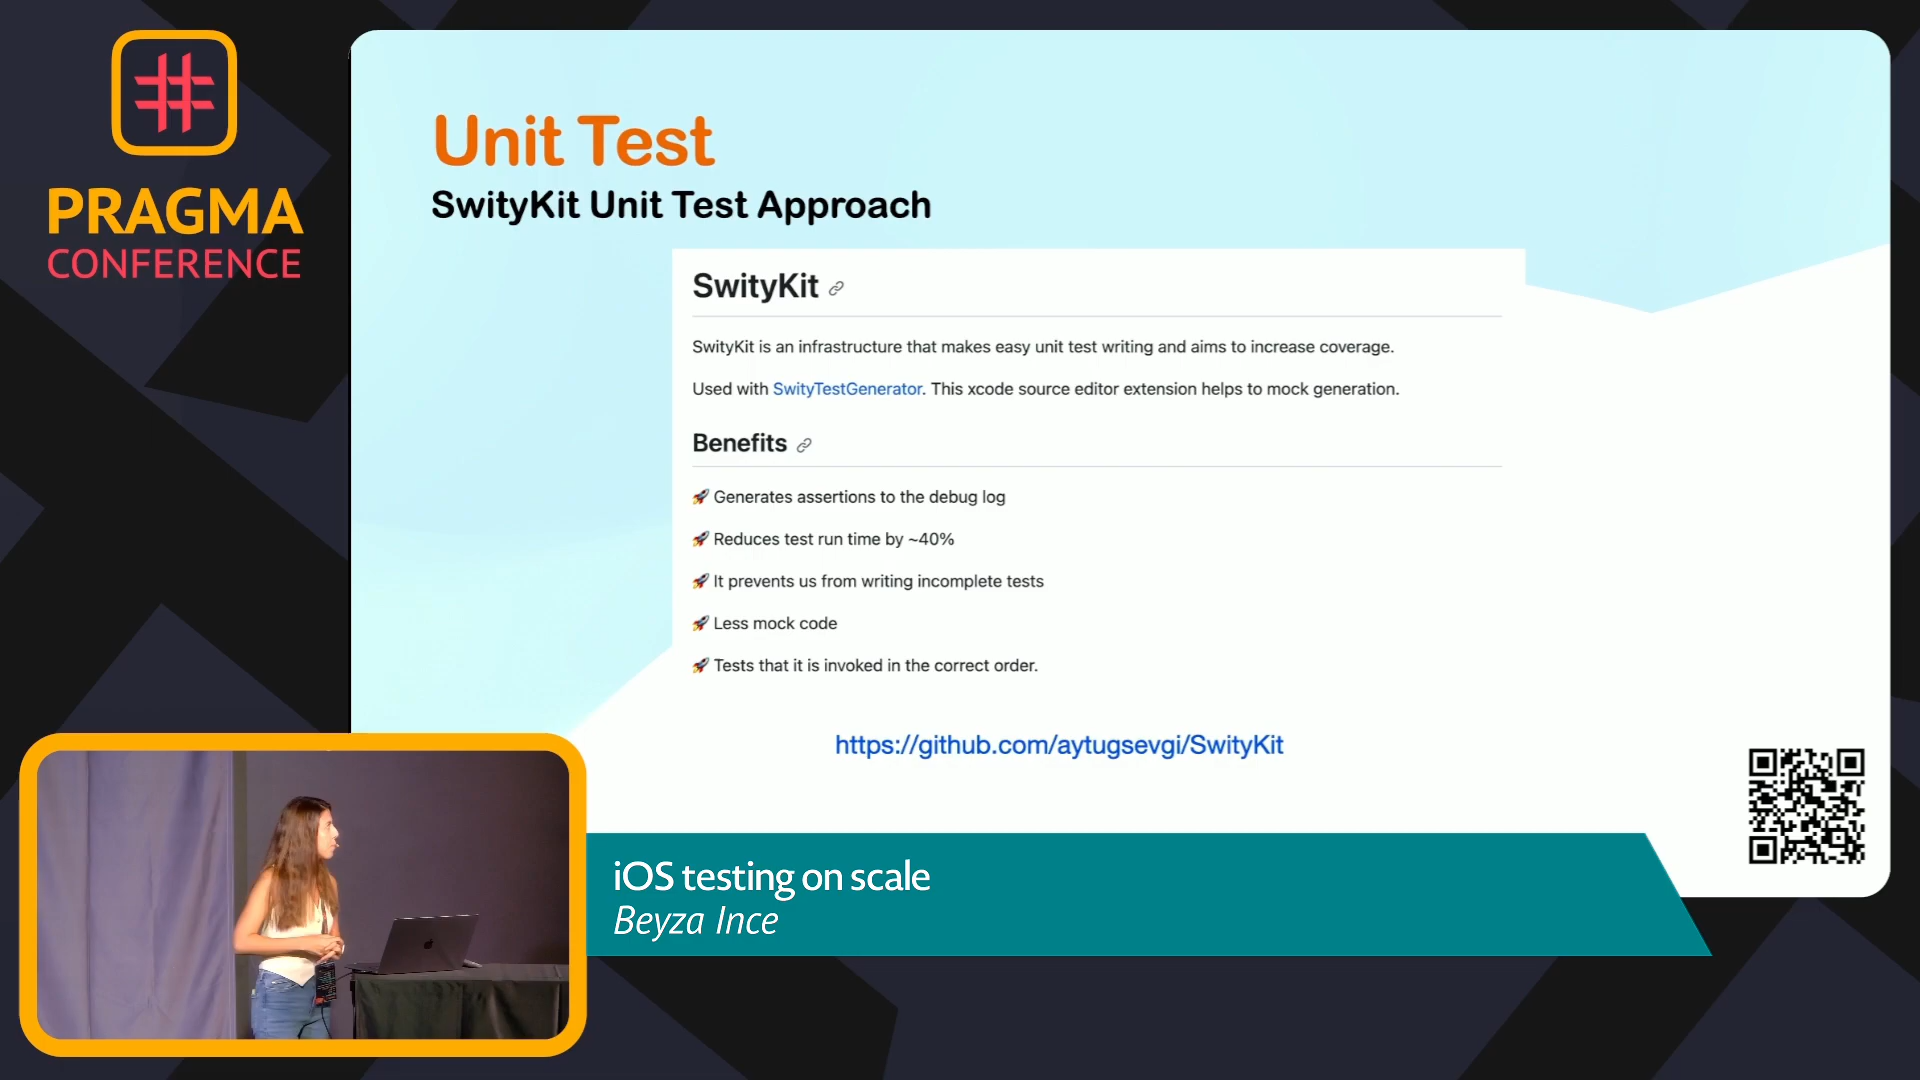 PRAGMA
CONFERENCE
Unit Test
SwityKit Unit Test Approach
SwityKit
SwityKit is an infrastructure that makes easy unit test writing and aims to increase coverage.
Used with SwityTestGenerator. This xcode source editor extension helps to mock generation.
Benefits
🚀 Generates assertions to the debug log
🚀 Reduces test run time by ~40%
🚀 It prevents us from writing incomplete tests
🚀 Less mock code
🚀 Tests that it is invoked in the correct order.
https://github.com/aytugsevgi/SwityKit
iOS testing on scale
Beyza Ince